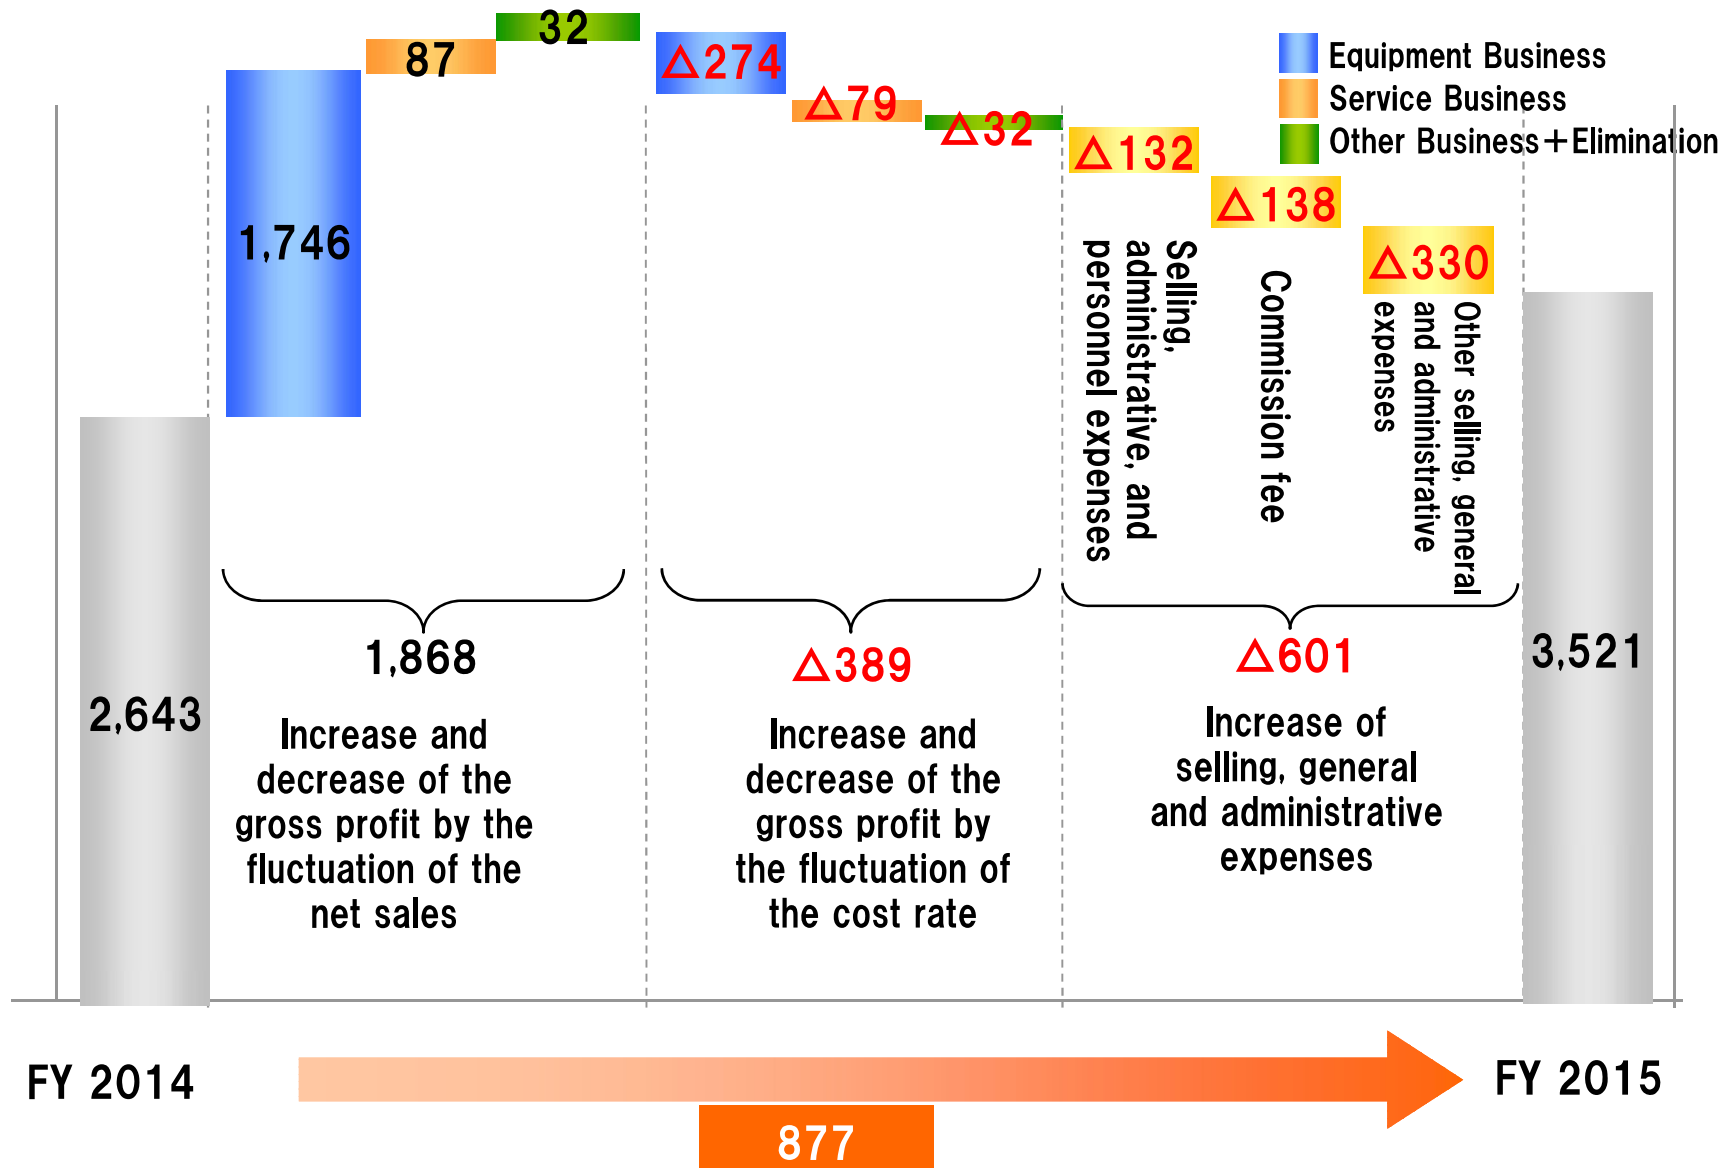 32
87
△274
△79
△32
△132
△138
△330
1,746
Equipment Business
Service Business
Other Business＋Elimination
Selling,
administrative, and
personnel expenses
Commission fee
Other selling, general
and administrative
expenses
2,643
1,868
Increase and
decrease of the
gross profit by the
fluctuation of the
net sales
△389
Increase and
decrease of the
gross profit by
the fluctuation of
the cost rate
△601
Increase of
selling, general
and administrative
expenses
3,521
FY 2014
FY 2015
877